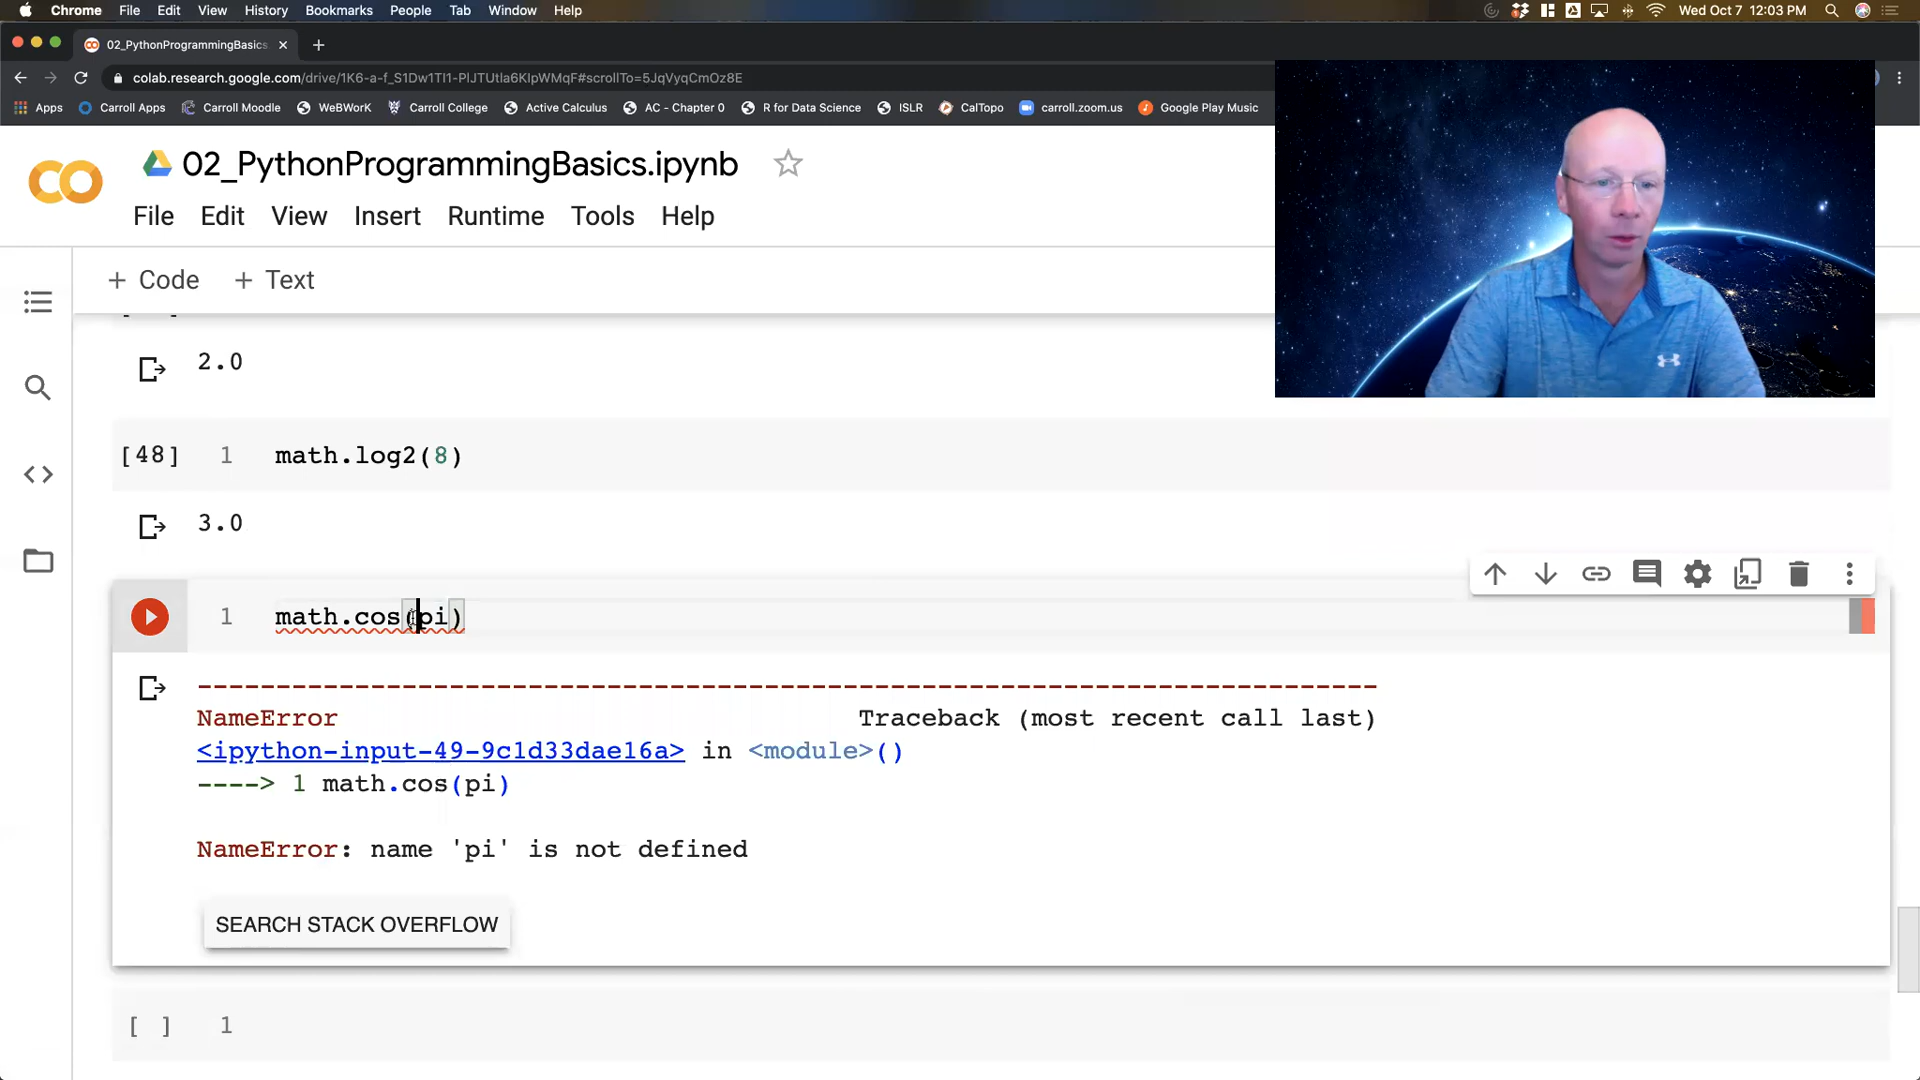 Chrome File Edit View History Bookmarks People Tab Window Help Wed Oct 7 12:03 PM
02_PythonProgrammingBasics.
colab.research.google.com/drive/1K6-a-f_S1Dw1TI1-PIJTUtla6KIpWMqF#scrollTo=5JqVyqCmOz8E
Apps Carroll Apps Carroll Moodle WeBWorK Carroll College Active Calculus AC - Chapter 0 R for Data Science ISLR CalTopo carroll.zoom.us Google Play Music
02_PythonProgrammingBasics.ipynb
File Edit View Insert Runtime Tools Help
+ Code + Text
2.0
[48] 1 math.log2(8)
3.0
1 math.cos(pi)
---------------------------------------------------------------------------
NameError Traceback (most recent call last)
<ipython-input-49-9c1d33dae16a> in <module>()
----> 1 math.cos(pi)
NameError: name 'pi' is not defined
SEARCH STACK OVERFLOW
[ ] 1